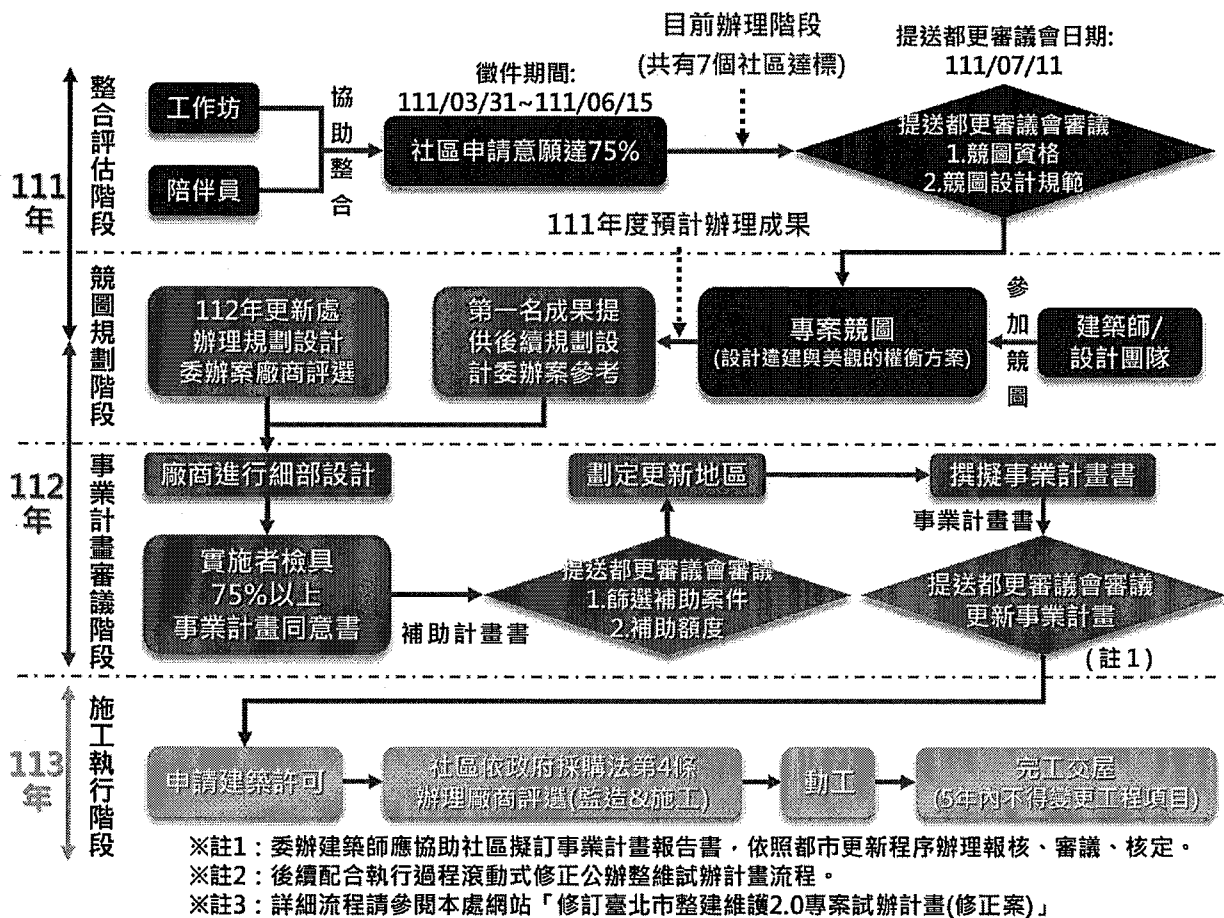 目前辦理階段
(共有7個社區達標)
提送都更審議會日期:
111/07/11
徵件期間:
111/03/31~111/06/15
整合評估階段
工作坊
陪伴員
協助整合
社區申請意願達75%
提送都更審議會審議
1.競圖資格
2.競圖設計規範
111年
111年度預計辦理成果
競圖規劃階段
112年更新處
辦理規劃設計
委辦案廠商評選
第一名成果提
供後續規劃設
計委辦案參考
專案競圖
(設計違建與美觀的權衡方案)
參加競圖
建築師/
設計團隊
112年
事業計畫審議階段
廠商進行細部設計
劃定更新地區
撰擬事業計畫書
事業計畫書
實施者檢具
75%以上
事業計畫同意書
補助計畫書
提送都更審議會審議
1.篩選補助案件
2.補助額度
提送都更審議會審議
更新事業計畫
(註1)
113年
施工執行階段
申請建築許可
社區依政府採購法第4條
辦理廠商評選(監造&施工)
動工
完工交屋
(5年內不得變更工程項目)
※註1:委辦建築師應協助社區擬訂事業計畫報告書,依照都市更新程序辦理報核、審議、核定。
※註2:後續配合執行過程滾動式修正公辦整維試辦計畫流程。
※註3:詳細流程請參閱本處網站「修訂臺北市整建維護2.0專案試辦計畫(修正案)」